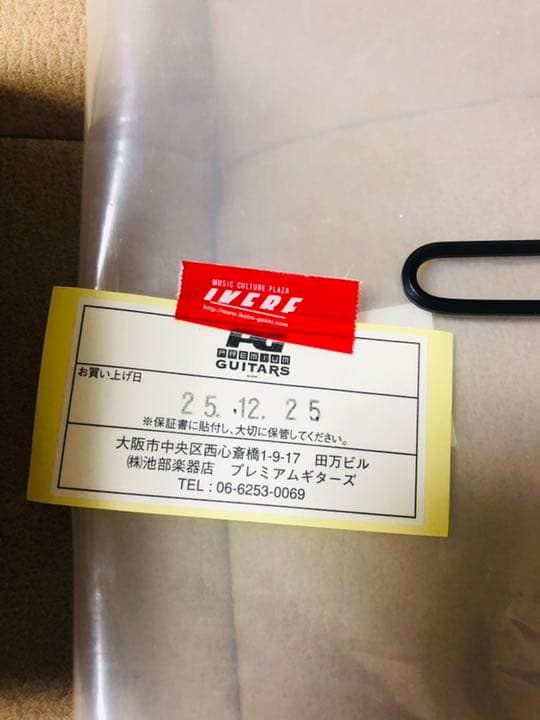 MUSIC CULTURE PLAZA
IKEBE
http://www.ikebe-gakki.com
PG
PREMIUM
GUITARS
お買い上げ日
25. 12. 25
※保証書に貼付し、大切に保管してください。
大阪市中央区西心斎橋1-9-17 田万ビル
㈱池部楽器店 プレミアムギターズ
TEL : 06-6253-0069